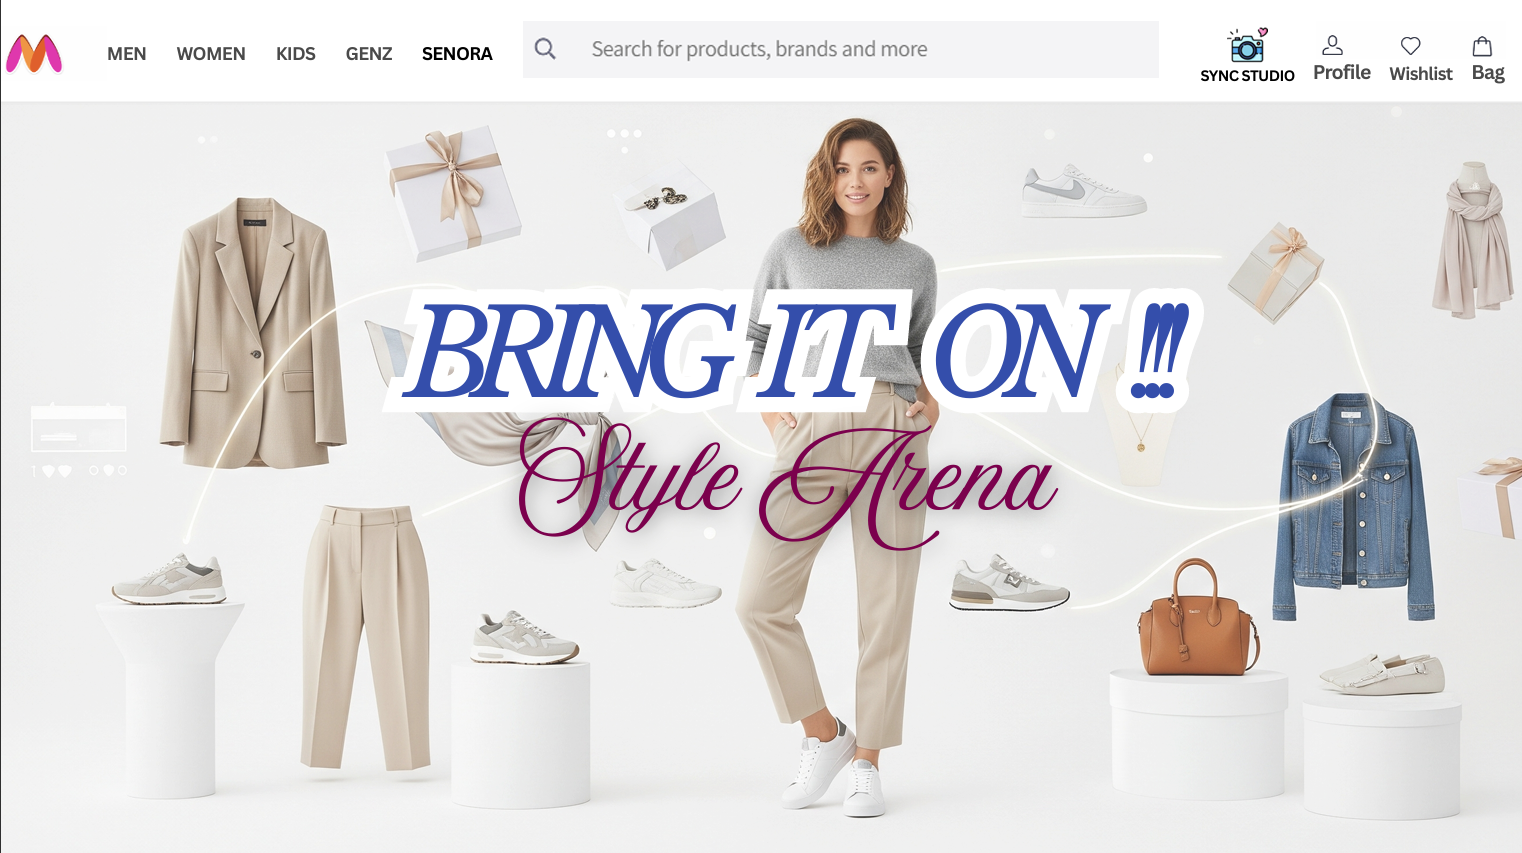 MEN WOMEN KIDS GENZ SENORA
Search for products, brands and more
SYNC STUDIO Profile Wishlist Bag
BRING IT ON !!!
Style Arena